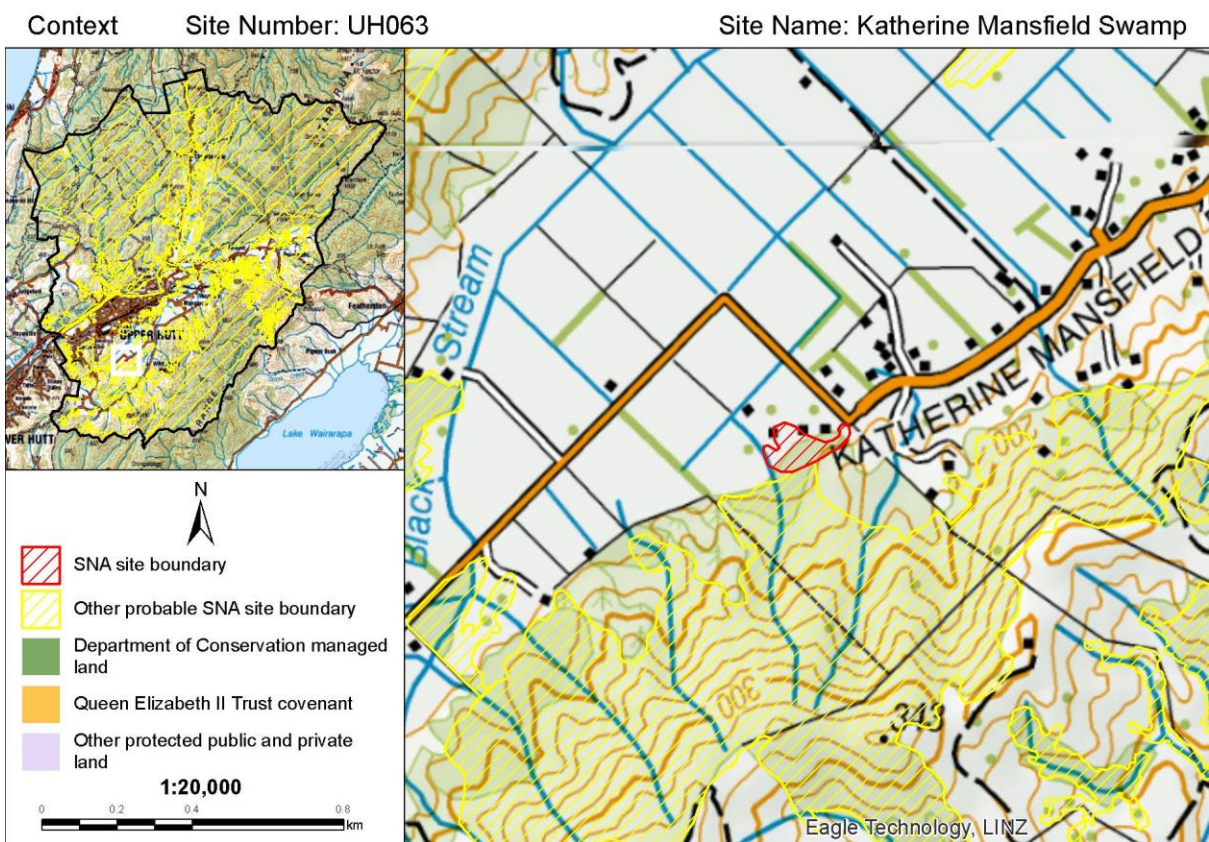 Context
Site Number: UH063
Site Name: Katherine Mansfield Swamp
UPPER HUTT
Featherston
Lake Wairarapa
WER HUTT
N
SNA site boundary
Other probable SNA site boundary
Department of Conservation managed
land
Queen Elizabeth II Trust covenant
Other protected public and private
land
1:20,000
0 0.2 0.4 0.8
km
Black Stream
KATHERINE MANSFIELD
200
300
343
Eagle Technology, LINZ